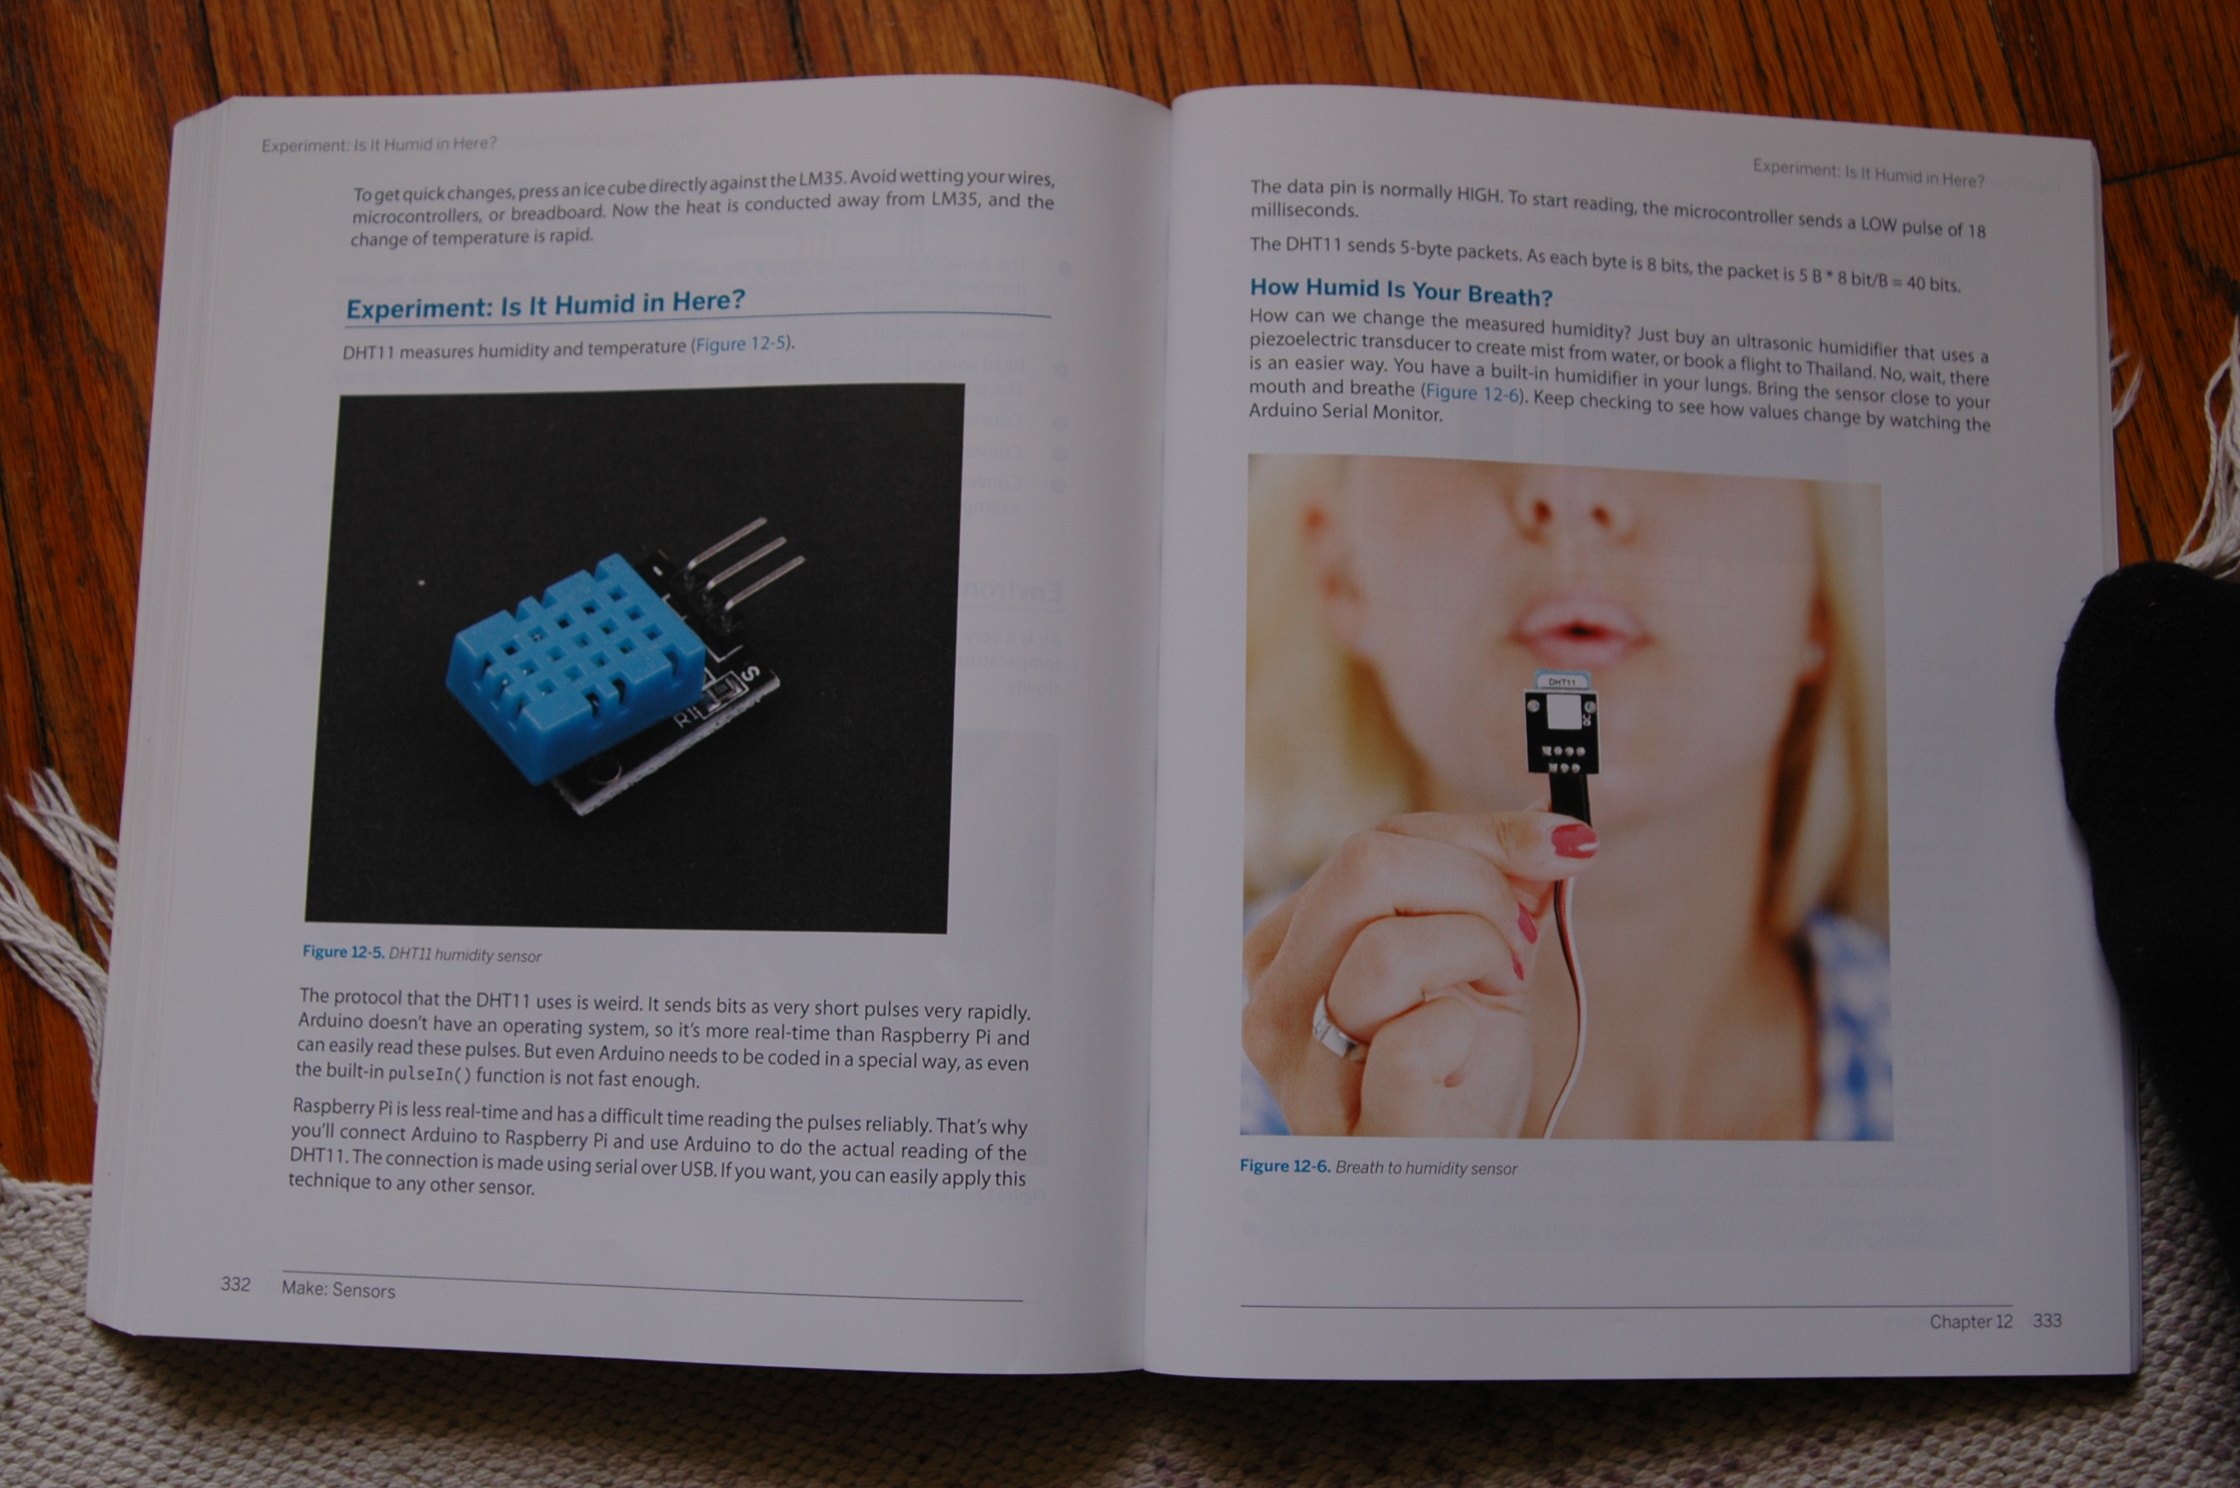 Experiment: Is It Humid in Here?
To get quick changes, press an ice cube directly against the LM35. Avoid wetting your wires,
microcontrollers, or breadboard. Now the heat is conducted away from LM35, and the
change of temperature is rapid.
Experiment: Is It Humid in Here?
DHT11 measures humidity and temperature (Figure 12-5).
S
R1
Figure 12-5. DHT11 humidity sensor
The protocol that the DHT11 uses is weird. It sends bits as very short pulses very rapidly.
Arduino doesn't have an operating system, so it's more real-time than Raspberry Pi and
can easily read these pulses. But even Arduino needs to be coded in a special way, as even
the built-in pulseIn() function is not fast enough.
Raspberry Pi is less real-time and has a difficult time reading the pulses reliably. That's why
you'll connect Arduino to Raspberry Pi and use Arduino to do the actual reading of the
DHT11. The connection is made using serial over USB. If you want, you can easily apply this
technique to any other sensor.
332 Make: Sensors
Experiment: Is It Humid in Here?
The data pin is normally HIGH. To start reading, the microcontroller sends a LOW pulse of 18
milliseconds.
The DHT11 sends 5-byte packets. As each byte is 8 bits, the packet is 5 B * 8 bit/B = 40 bits.
How Humid Is Your Breath?
How can we change the measured humidity? Just buy an ultrasonic humidifier that uses a
piezoelectric transducer to create mist from water, or book a flight to Thailand. No, wait, there
is an easier way. You have a built-in humidifier in your lungs. Bring the sensor close to your
mouth and breathe (Figure 12-6). Keep checking to see how values change by watching the
Arduino Serial Monitor.
DHT11
Figure 12-6. Breath to humidity sensor
Chapter 12 333